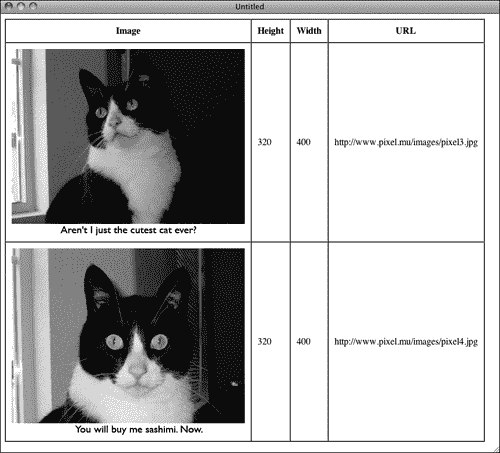 Untitled
Image Height Width URL
320 400 http://www.pixel.mu/images/pixel3.jpg
Aren't I just the cutest cat ever?
320 400 http://www.pixel.mu/images/pixel4.jpg
You will buy me sashimi. Now.